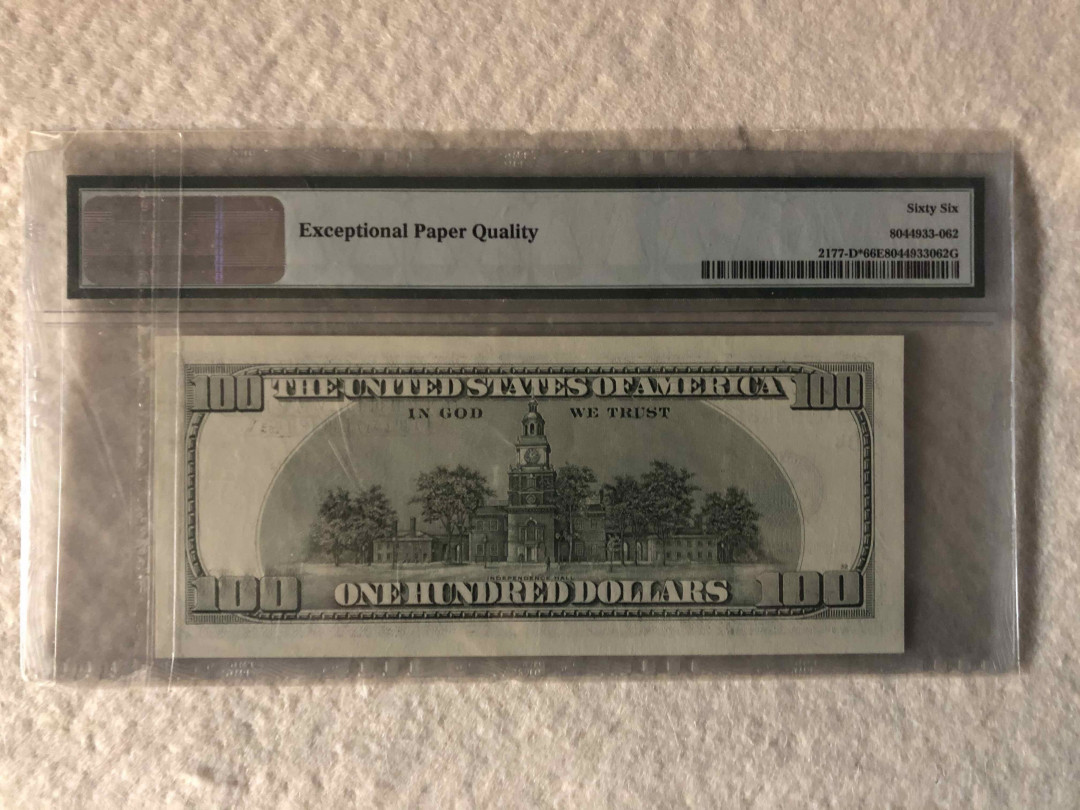 Exceptional Paper Quality
Sixty Six
8044933-062
2177-D*66E8044933062G
100 THE UNITED STATES OF AMERICA 100
IN GOD WE TRUST
INDEPENDENCE HALL
100 ONE HUNDRED DOLLARS 100